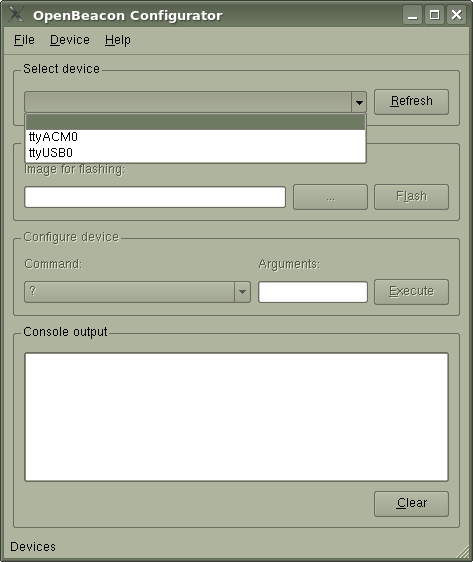 OpenBeacon Configurator
File Device Help
Select device
Refresh
ttyACM0
ttyUSB0
Image for flashing:
... Flash
Configure device
Command: Arguments:
? Execute
Console output
Clear
Devices